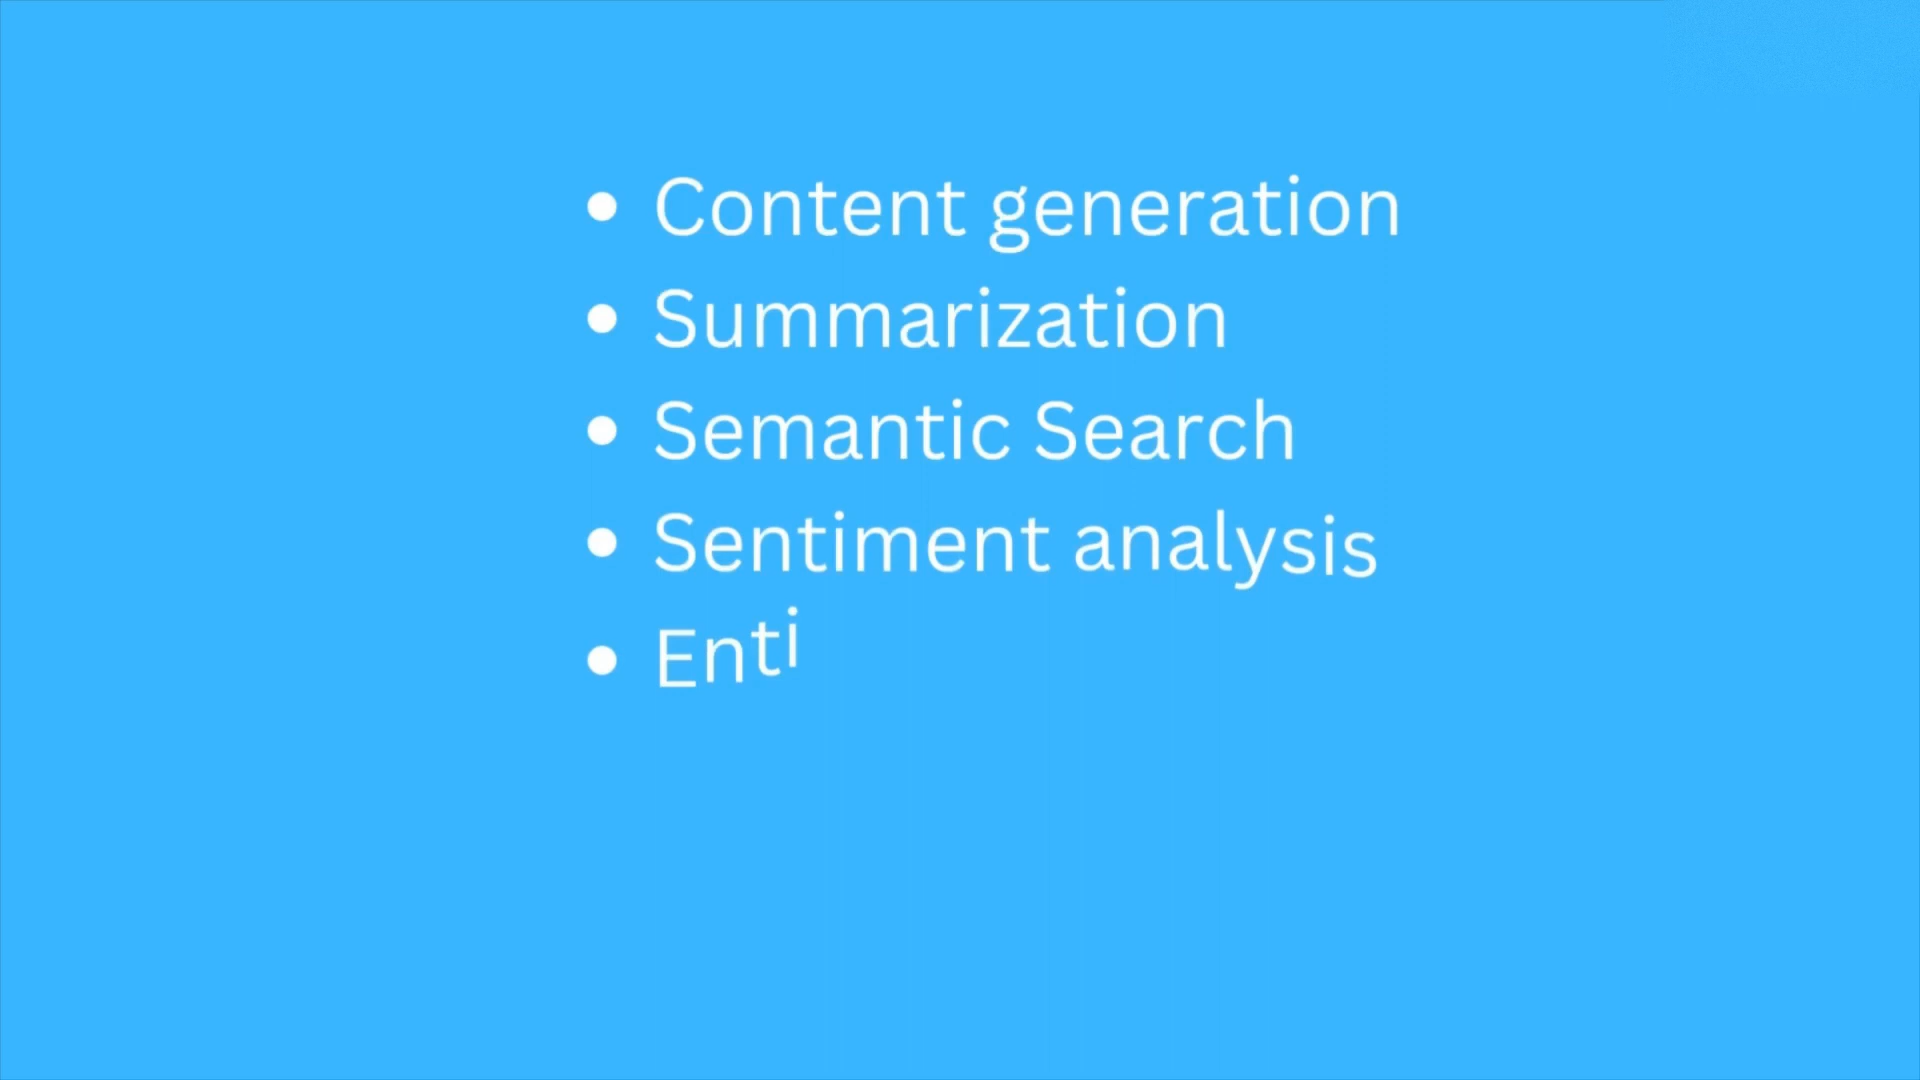 • Content generation
• Summarization
• Semantic Search
• Sentiment analysis
• Enti